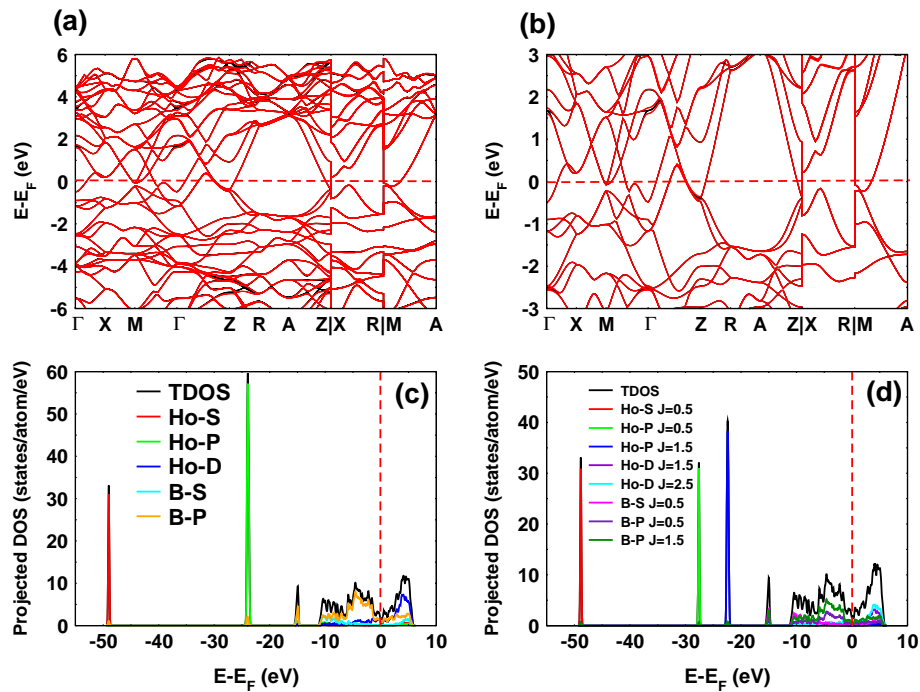 (a)
(b)
6
4
2
0
-2
-4
-6
E-E_F (eV)
Γ X M Γ Z R A Z|X R|M A
3
2
1
0
-1
-2
-3
E-E_F (eV)
Γ X M Γ Z R A Z|X R|M A
60
50
40
30
20
10
0
Projected DOS (states/atom/eV)
TDOS
Ho-S
Ho-P
Ho-D
B-S
B-P
(c)
-50 -40 -30 -20 -10 0 10
E-E_F (eV)
50
40
30
20
10
0
Projected DOS (states/atom/eV)
TDOS
Ho-S J=0.5
Ho-P J=0.5
Ho-P J=1.5
Ho-D J=1.5
Ho-D J=2.5
B-S J=0.5
B-P J=0.5
B-P J=1.5
(d)
-50 -40 -30 -20 -10 0 10
E-E_F (eV)